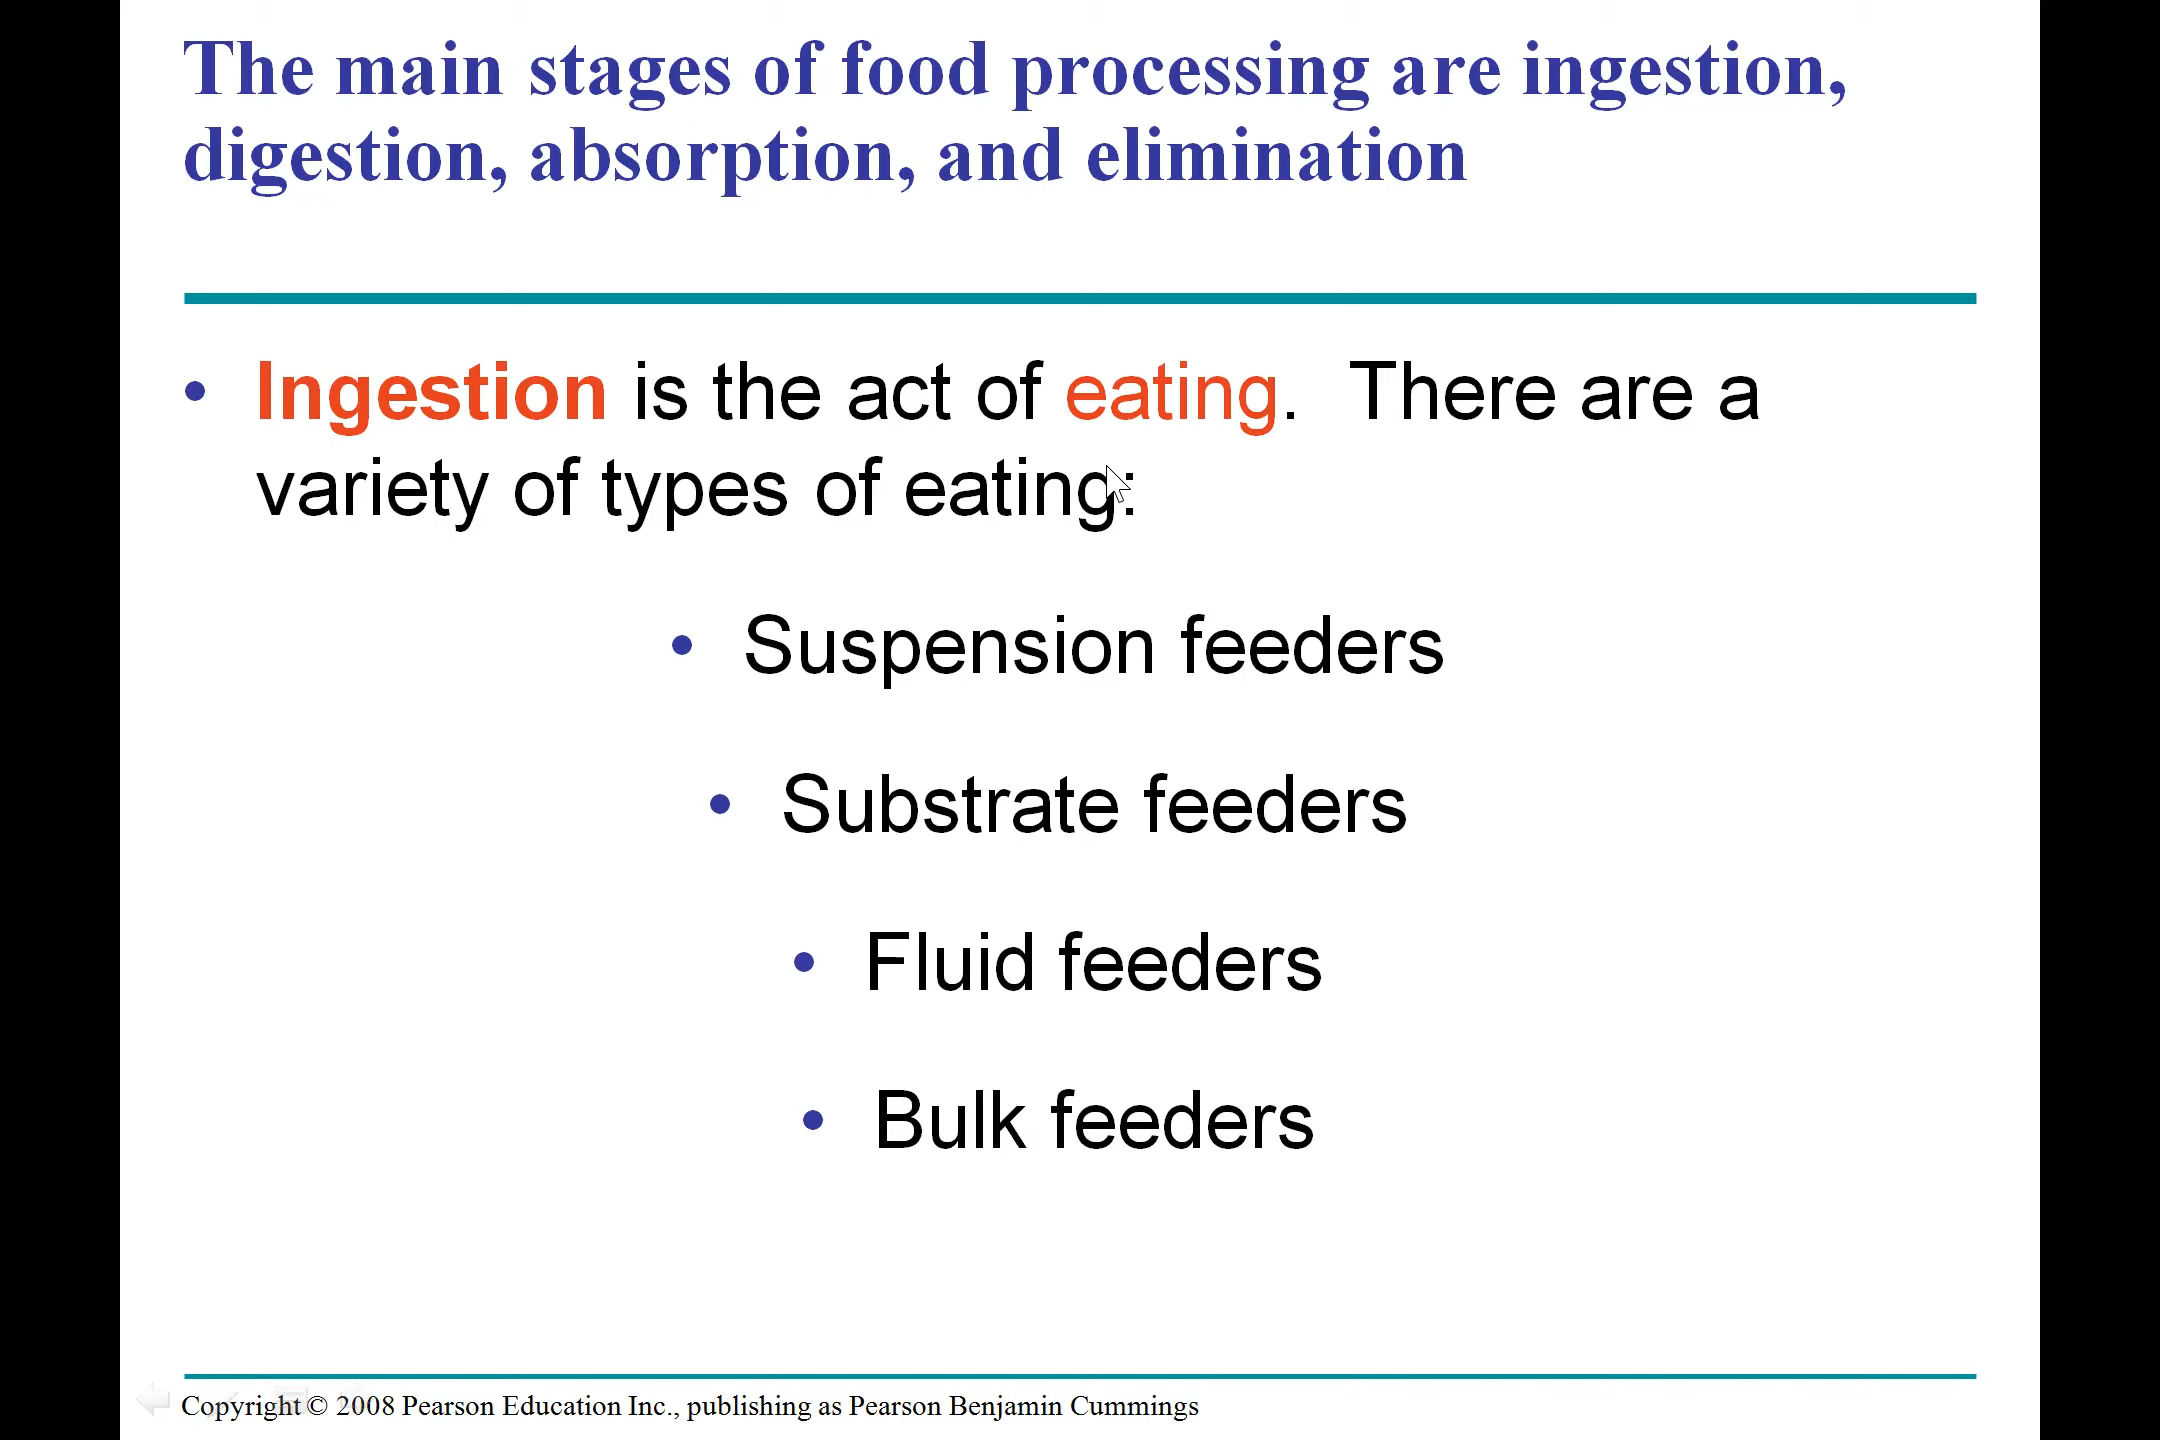 The main stages of food processing are ingestion,
digestion, absorption, and elimination
• Ingestion is the act of eating.  There are a
variety of types of eating:
• Suspension feeders
• Substrate feeders
• Fluid feeders
• Bulk feeders
Copyright © 2008 Pearson Education Inc., publishing as Pearson Benjamin Cummings